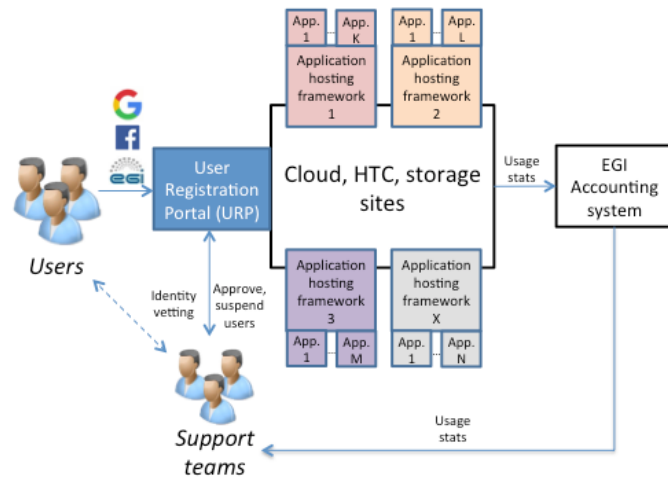 App.
1
...
App.
K
App.
1
...
App.
L
Application
hosting
framework
1
Application
hosting
framework
2
G
f
egi
User
Registration
Portal (URP)
Cloud, HTC, storage
sites
Usage
stats
EGI
Accounting
system
Users
Identity
vetting
Approve,
suspend
users
Application
hosting
framework
3
Application
hosting
framework
X
App.
1
...
App.
M
App.
1
...
App.
N
Support
teams
Usage
stats